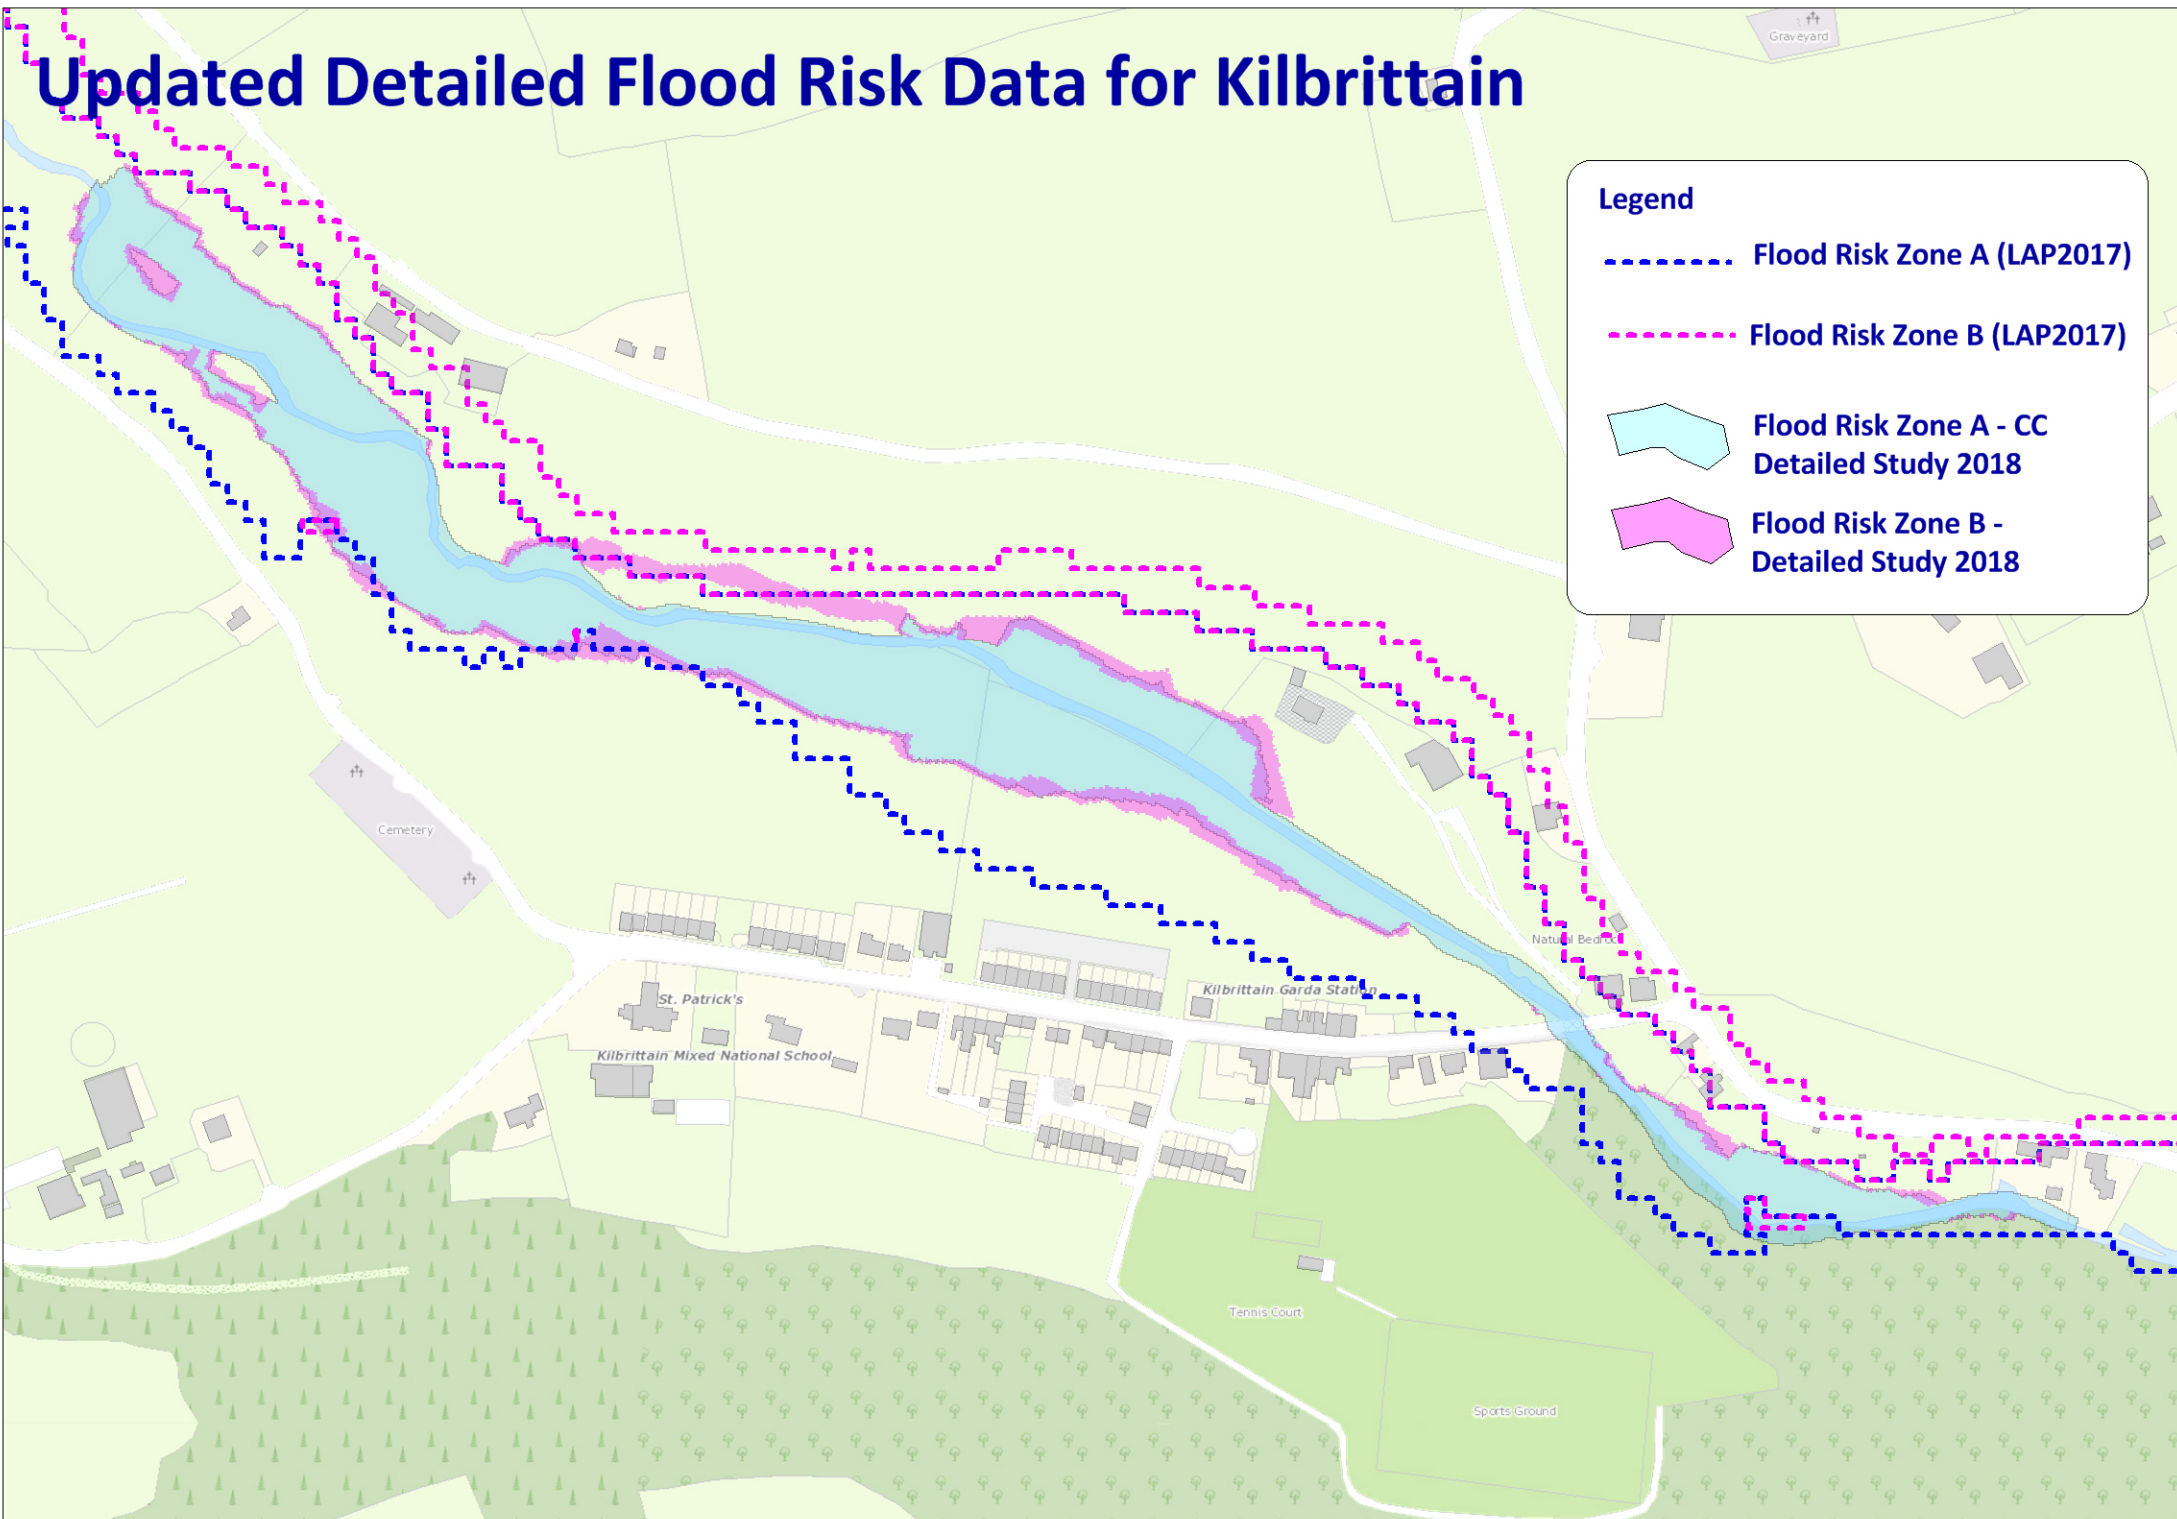 Graveyard
Updated Detailed Flood Risk Data for Kilbrittain
Legend
Flood Risk Zone A (LAP2017)
Flood Risk Zone B (LAP2017)
Flood Risk Zone A - CC
Detailed Study 2018
Flood Risk Zone B -
Detailed Study 2018
Cemetery
Natural Bedroc
Kilbrittain Garda Station
St. Patrick's
Kilbrittain Mixed National School
Tennis Court
Sports Ground